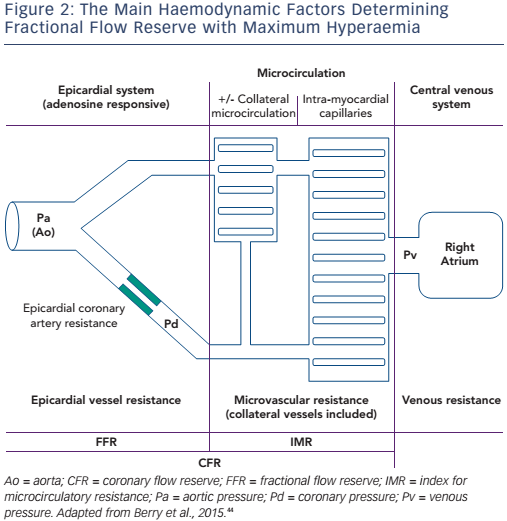 Figure 2: The Main Haemodynamic Factors Determining
Fractional Flow Reserve with Maximum Hyperaemia
Microcirculation
Epicardial system
(adenosine responsive)
+/- Collateral
microcirculation
Intra-myocardial
capillaries
Central venous
system
Pa
(Ao)
Pv
Right
Atrium
Epicardial coronary
artery resistance
Pd
Epicardial vessel resistance
Microvascular resistance
(collateral vessels included)
Venous resistance
FFR
IMR
CFR
Ao = aorta; CFR = coronary flow reserve; FFR = fractional flow reserve; IMR = index for
microcirculatory resistance; Pa = aortic pressure; Pd = coronary pressure; Pv = venous
pressure. Adapted from Berry et al., 2015.⁴⁴